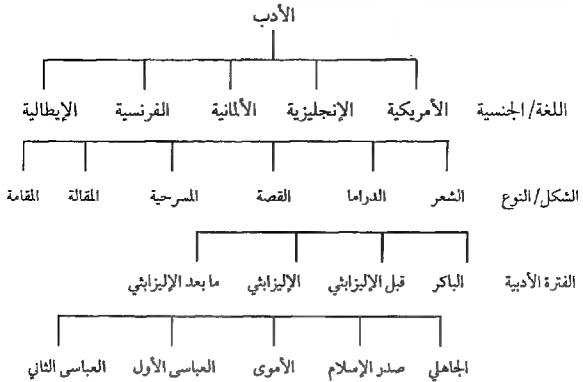 الأدب
اللغة/الجنسية الأمريكية الإنجليزية الألمانية الفرنسية الإيطالية
الشكل/النوع الشعر الدراما القصة المسرحية المقالة المقامة
الفترة الأدبية الباكر قبل الإليزابثي الإليزابثي ما بعد الإليزابثي
الجاهلي صدر الإسلام الأموى العباسى الأول العباسى الثاني